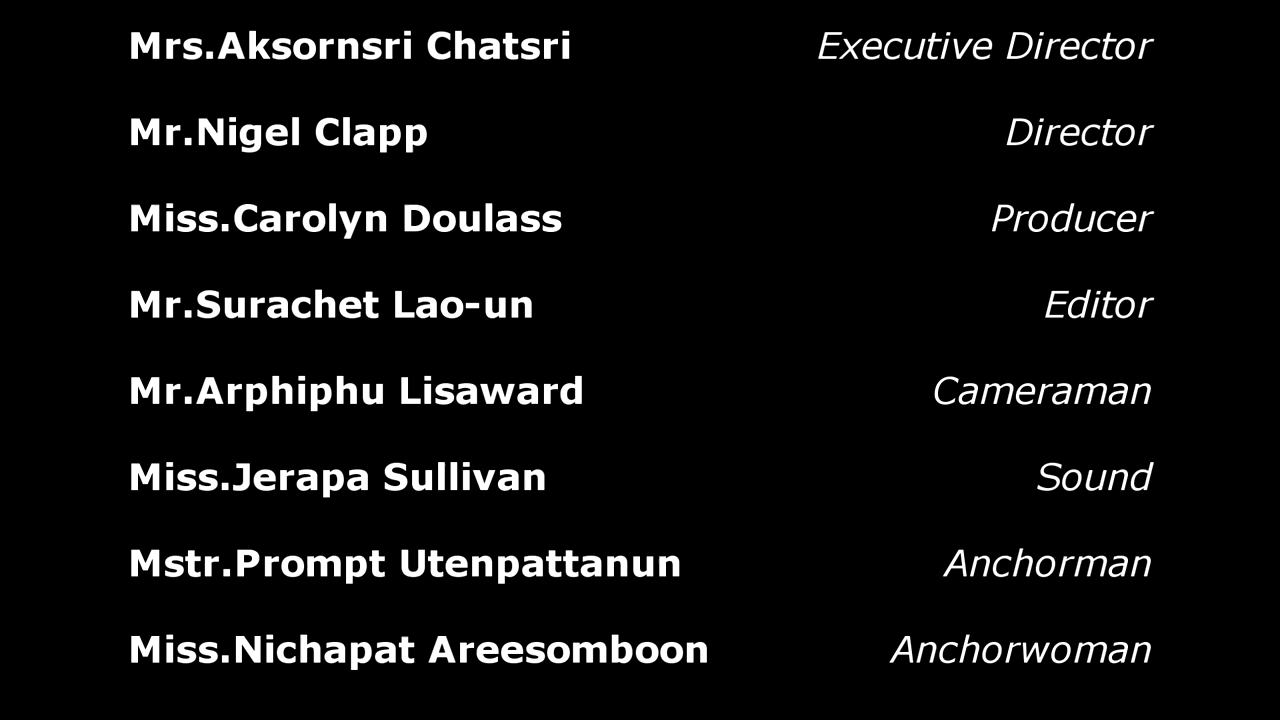 Mrs.Aksornsri Chatsri Executive Director
Mr.Nigel Clapp Director
Miss.Carolyn Doulass Producer
Mr.Surachet Lao-un Editor
Mr.Arphiphu Lisaward Cameraman
Miss.Jerapa Sullivan Sound
Mstr.Prompt Utenpattanun Anchorman
Miss.Nichapat Areesomboon Anchorwoman